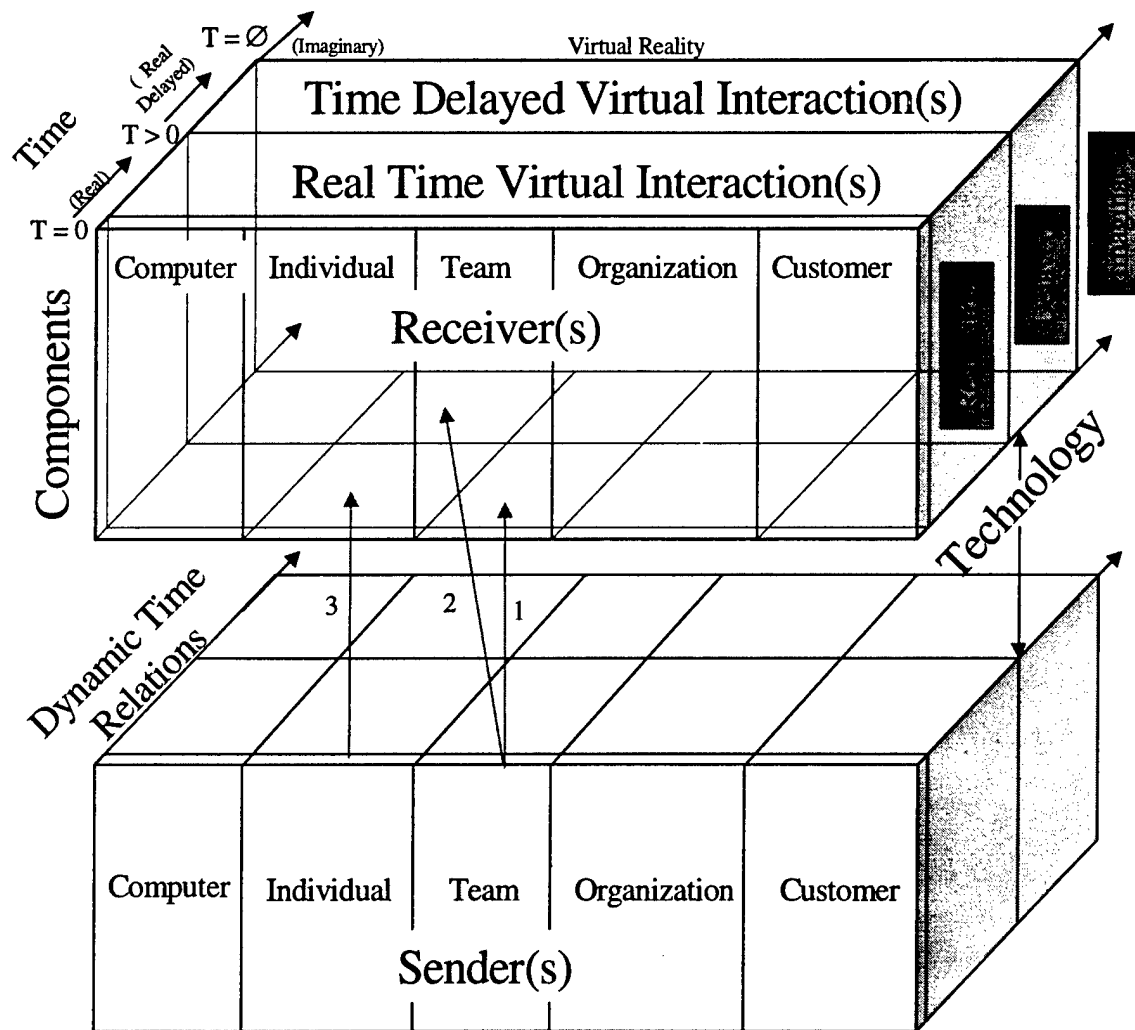 T = ∅
(Imaginary)
Virtual Reality
( Real
Delayed)
Time Delayed Virtual Interaction(s)
Time
T > 0
(Real)
Real Time Virtual Interaction(s)
T = 0
Computer
Individual
Team
Organization
Customer
Receiver(s)
Components
Technology
3
2
1
Dynamic Time
Relations
Computer
Individual
Team
Organization
Customer
Sender(s)